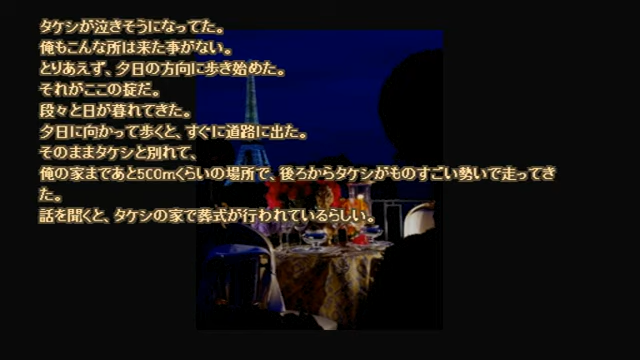 タケシが泣きそうになってた。
俺もこんな所は来た事がない。
とりあえず、夕日の方向に歩き始めた。
それがここの掟だ。
段々と日が暮れてきた。
夕日に向かって歩くと、すぐに道路に出た。
そのままタケシと別れて、
俺の家まであと500mくらいの場所で、後ろからタケシがものすごい勢いで走ってき
た。
話を聞くと、タケシの家で葬式が行われているらしい。